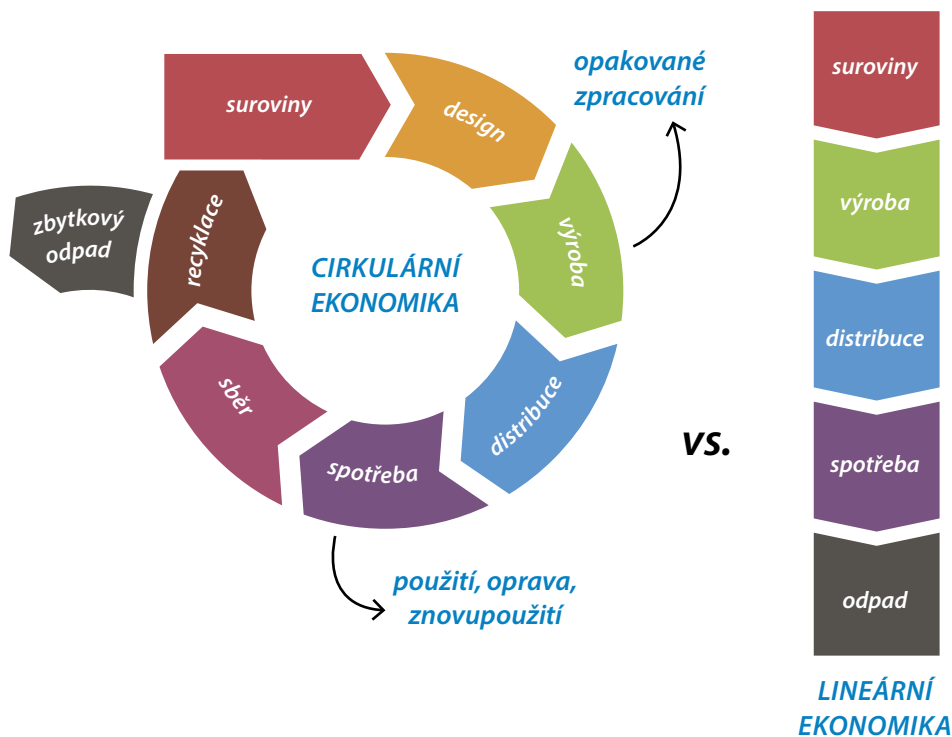 suroviny
design
opakované
zpracování
výroba
distribuce
spotřeba
použití, oprava,
znovupoužití
sběr
recyklace
zbytkový
odpad
CIRKULÁRNÍ
EKONOMIKA
vs.
suroviny
výroba
distribuce
spotřeba
odpad
LINEÁRNÍ
EKONOMIKA